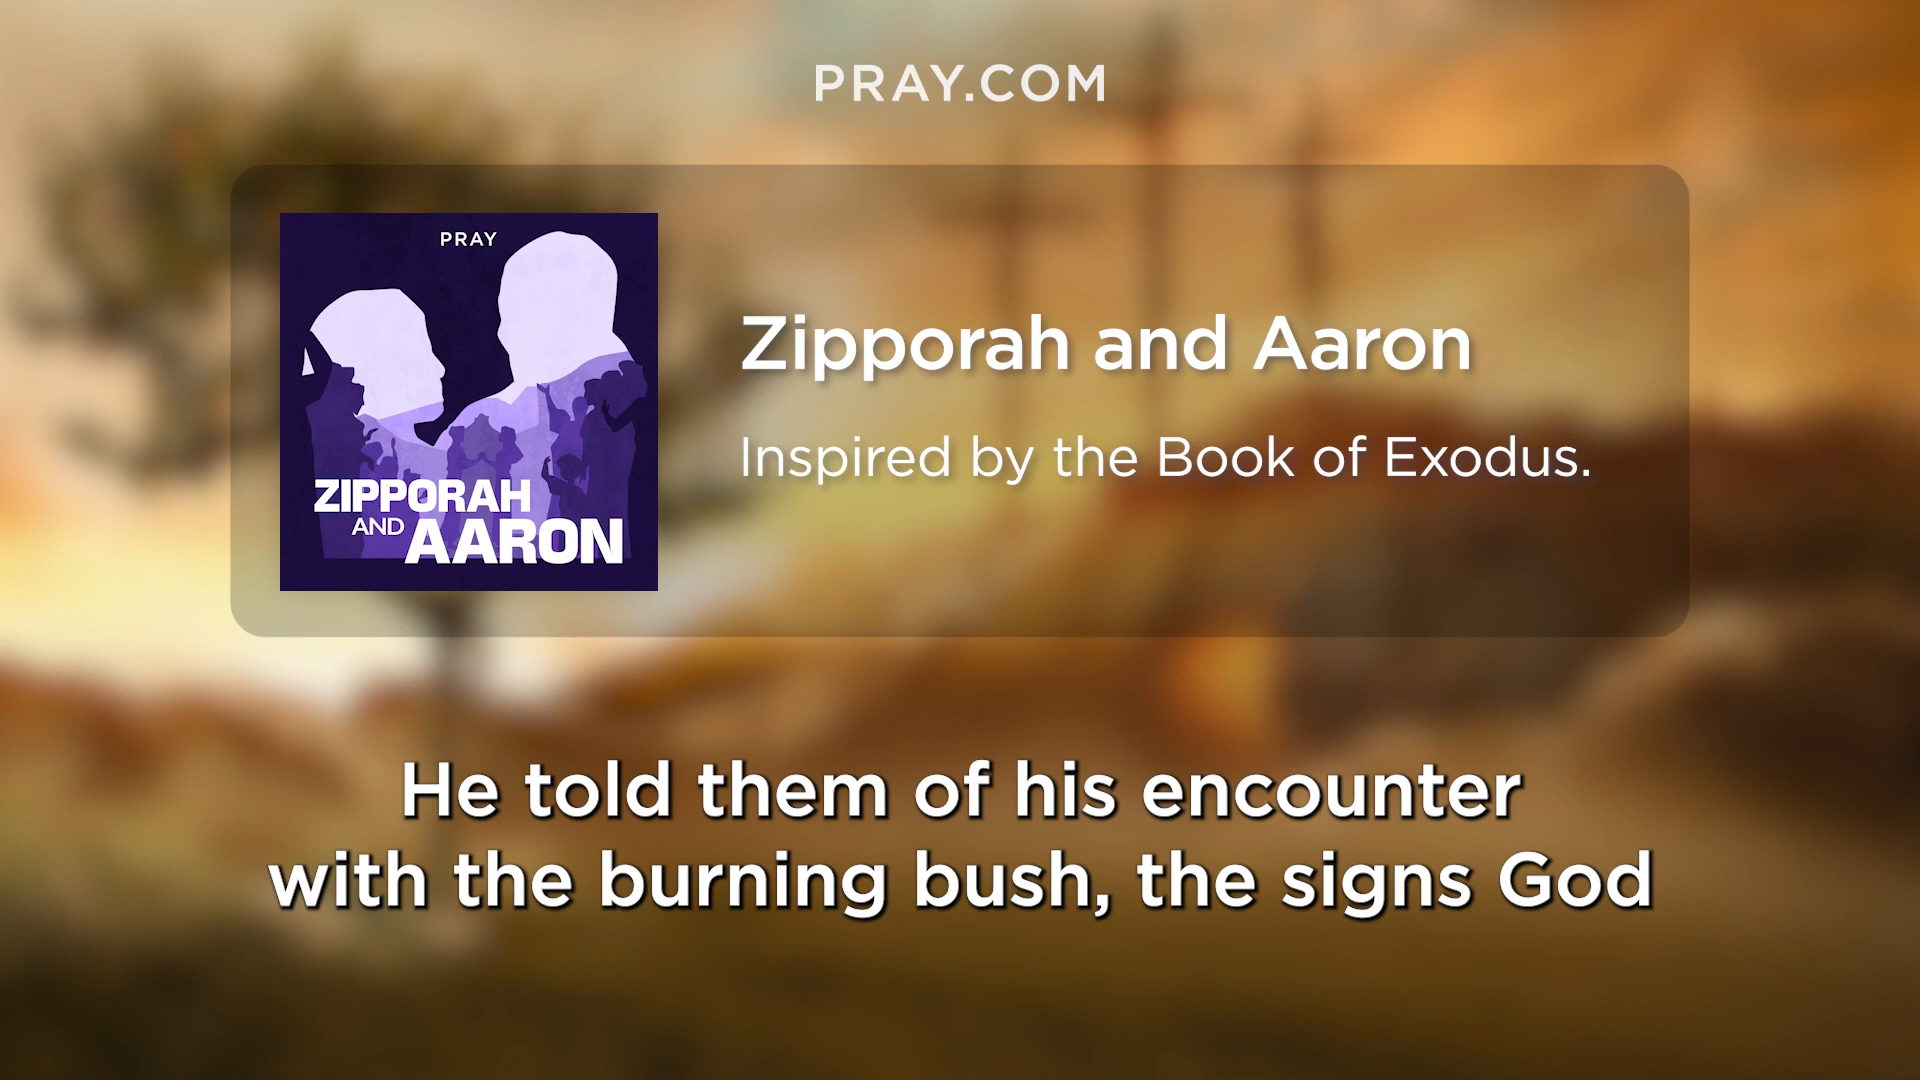 PRAY.COM
PRAY
ZIPPORAH
AND AARON
Zipporah and Aaron
Inspired by the Book of Exodus.
He told them of his encounter
with the burning bush, the signs God